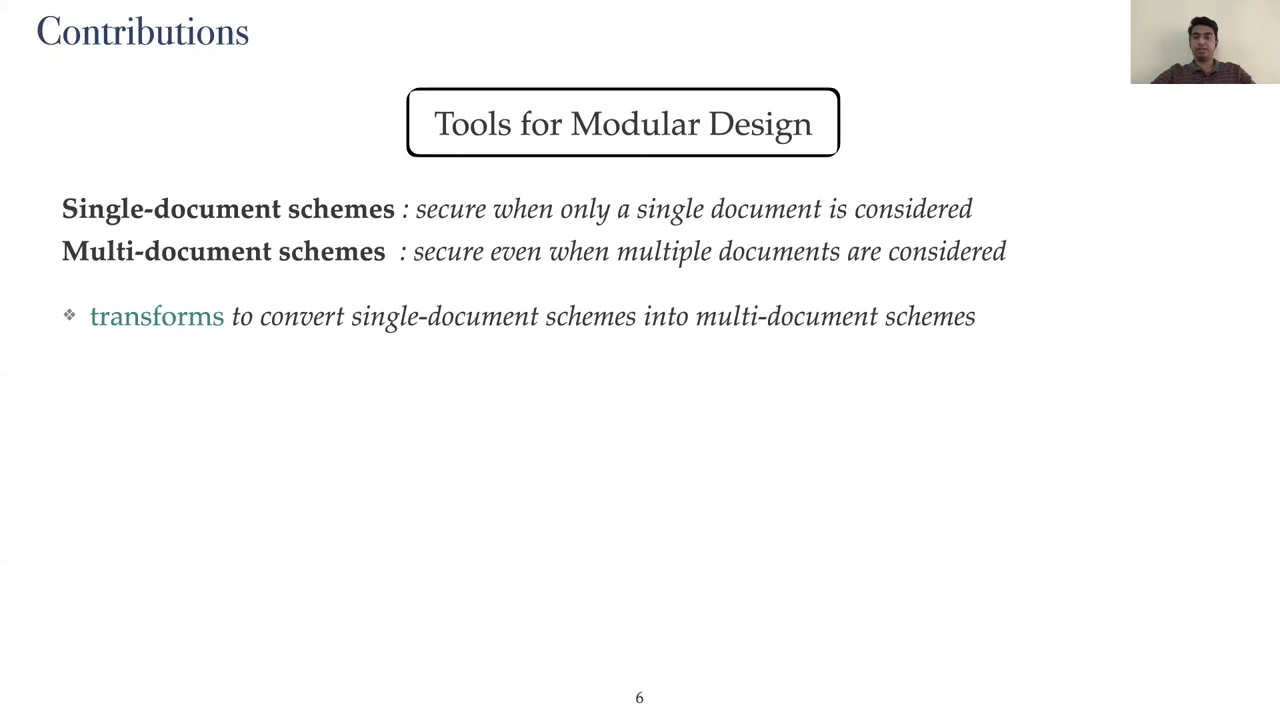 Contributions
Tools for Modular Design
Single-document schemes : secure when only a single document is considered
Multi-document schemes : secure even when multiple documents are considered
❖ transforms to convert single-document schemes into multi-document schemes
6